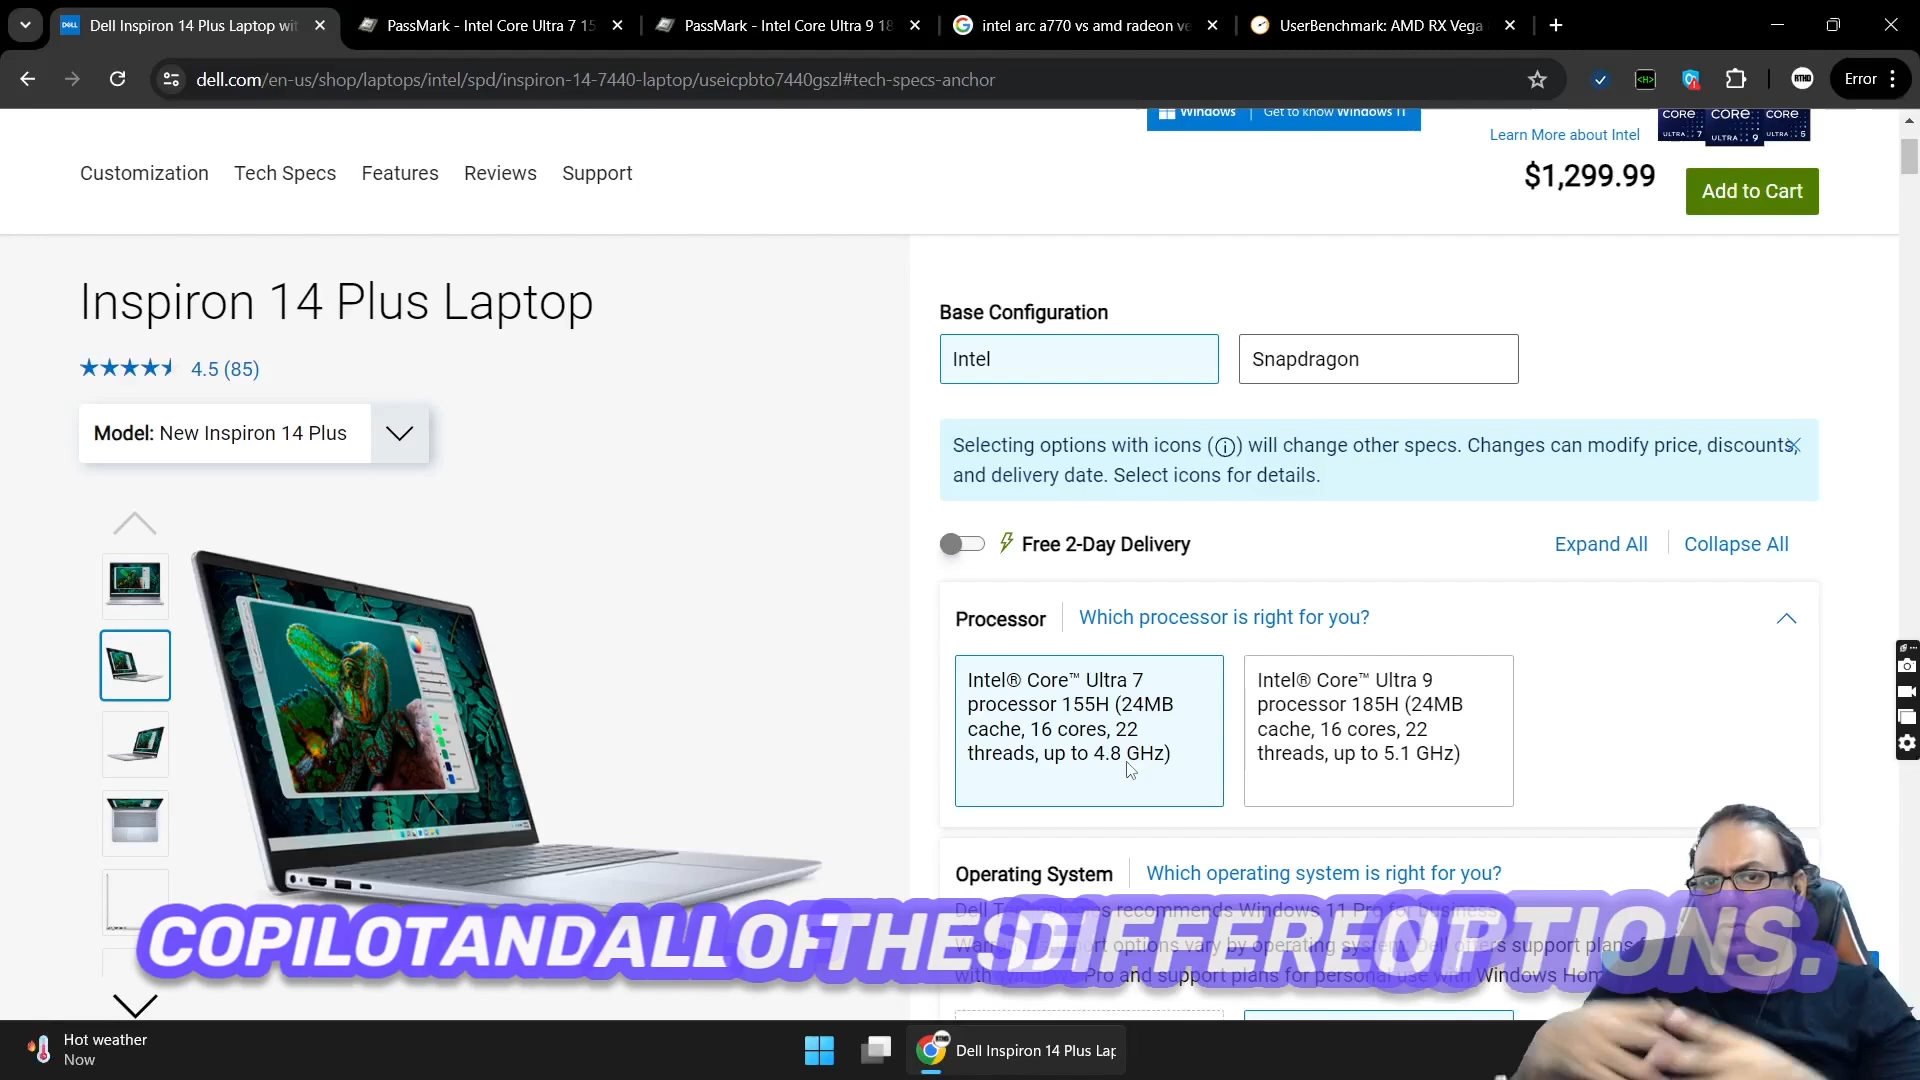 Dell Inspiron 14 Plus Laptop wit
PassMark - Intel Core Ultra 7 15
PassMark - Intel Core Ultra 9 18
intel arc a770 vs amd radeon ve
UserBenchmark: AMD RX Vega
dell.com/en-us/shop/laptops/intel/spd/inspiron-14-7440-laptop/useicpbto7440gszl#tech-specs-anchor
Error
Windows | Get to know Windows 11
CORE ULTRA 7
CORE ULTRA 9
CORE ULTRA 5
Learn More about Intel
Customization Tech Specs Features Reviews Support
$1,299.99
Add to Cart
Inspiron 14 Plus Laptop
4.5 (85)
Model: New Inspiron 14 Plus
Base Configuration
Intel
Snapdragon
Selecting options with icons (i) will change other specs. Changes can modify price, discounts,
and delivery date. Select icons for details.
Free 2-Day Delivery
Expand All
Collapse All
Processor
Which processor is right for you?
Intel® Core™ Ultra 7
processor 155H (24MB
cache, 16 cores, 22
threads, up to 4.8 GHz)
Intel® Core™ Ultra 9
processor 185H (24MB
cache, 16 cores, 22
threads, up to 5.1 GHz)
Operating System
Which operating system is right for you?
recommends Windows 11 Pro for business
options vary by operating system. Dell offers support plans
Pro and support plans for personal use with Windows Hom
COPILOT AND ALL OF THE DIFFERE OPTIONS.
Hot weather
Now
Dell Inspiron 14 Plus Lap